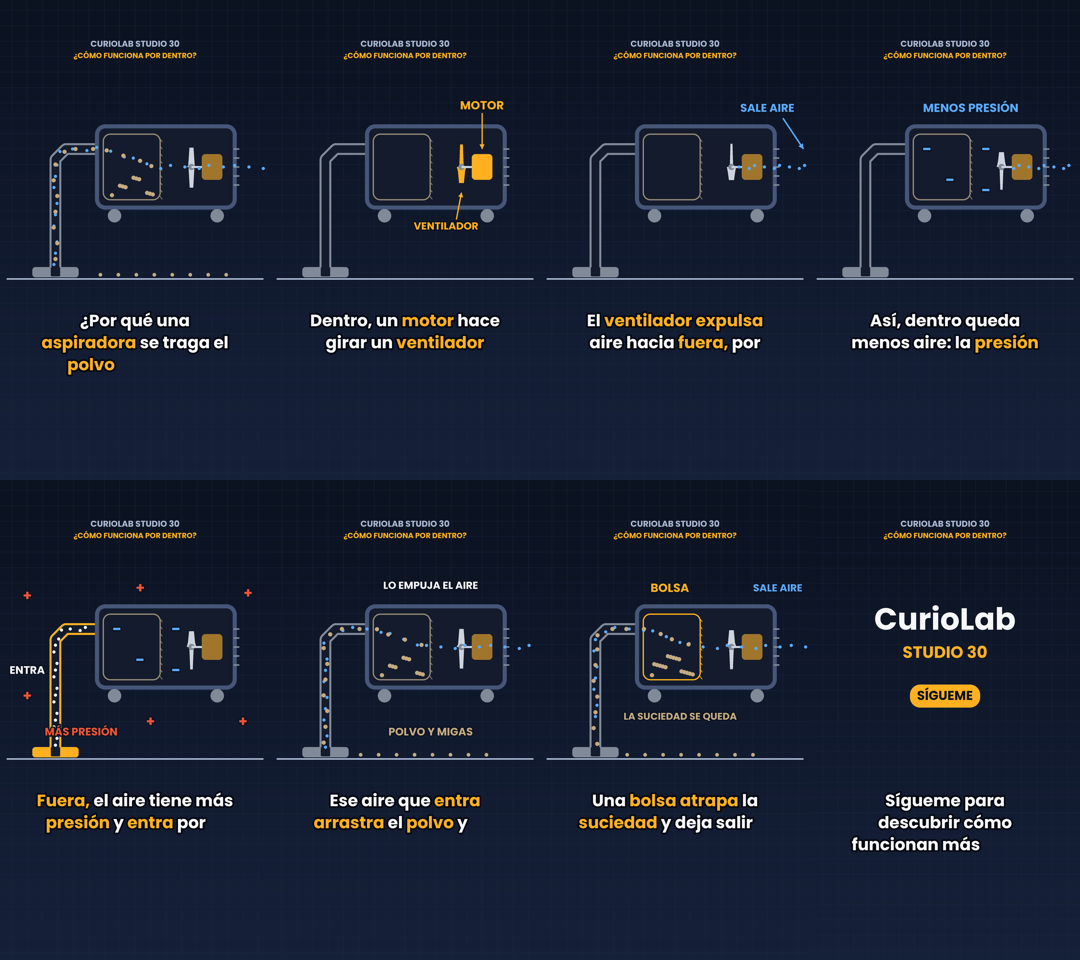 CURIOLAB STUDIO 30
¿CÓMO FUNCIONA POR DENTRO?
¿Por qué una
aspiradora se traga el
polvo
CURIOLAB STUDIO 30
¿CÓMO FUNCIONA POR DENTRO?
MOTOR
VENTILADOR
Dentro, un motor hace
girar un ventilador
CURIOLAB STUDIO 30
¿CÓMO FUNCIONA POR DENTRO?
SALE AIRE
El ventilador expulsa
aire hacia fuera, por
CURIOLAB STUDIO 30
¿CÓMO FUNCIONA POR DENTRO?
MENOS PRESIÓN
Así, dentro queda
menos aire: la presión
CURIOLAB STUDIO 30
¿CÓMO FUNCIONA POR DENTRO?
ENTRA
MÁS PRESIÓN
Fuera, el aire tiene más
presión y entra por
CURIOLAB STUDIO 30
¿CÓMO FUNCIONA POR DENTRO?
LO EMPUJA EL AIRE
POLVO Y MIGAS
Ese aire que entra
arrastra el polvo y
CURIOLAB STUDIO 30
¿CÓMO FUNCIONA POR DENTRO?
BOLSA
SALE AIRE
LA SUCIEDAD SE QUEDA
Una bolsa atrapa la
suciedad y deja salir
CURIOLAB STUDIO 30
¿CÓMO FUNCIONA POR DENTRO?
CurioLab
STUDIO 30
SÍGUEME
Sígueme para
descubrir cómo
funcionan más